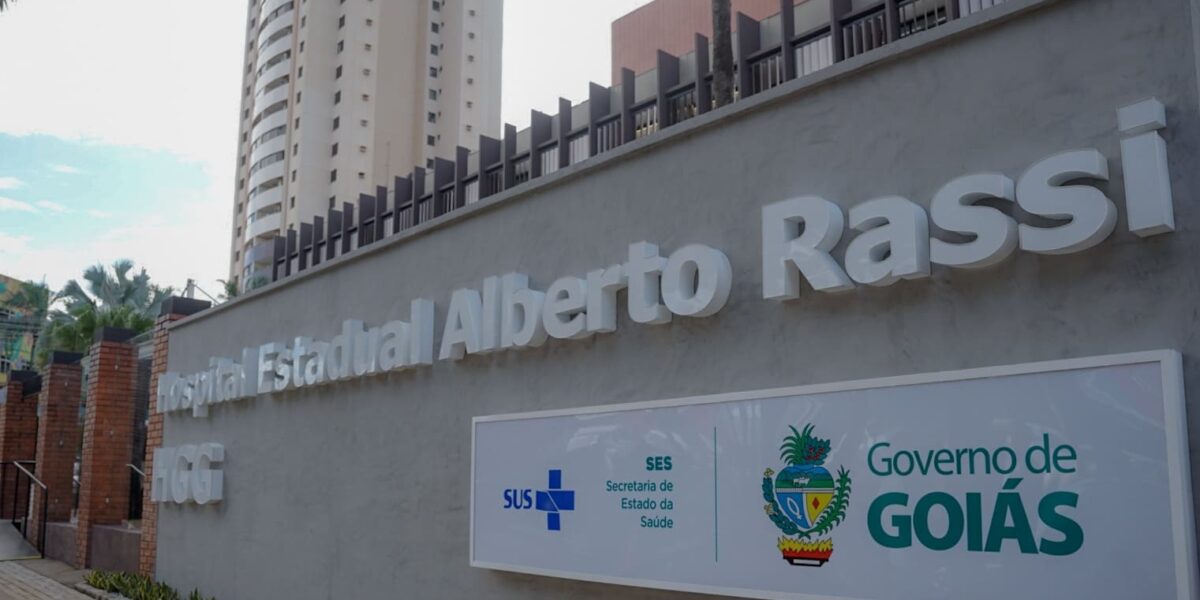 Hospital Estadual Alberto Rassi
HGG
SUS
SES
Secretaria de
Estado da
Saúde
Governo de
GOIÁS